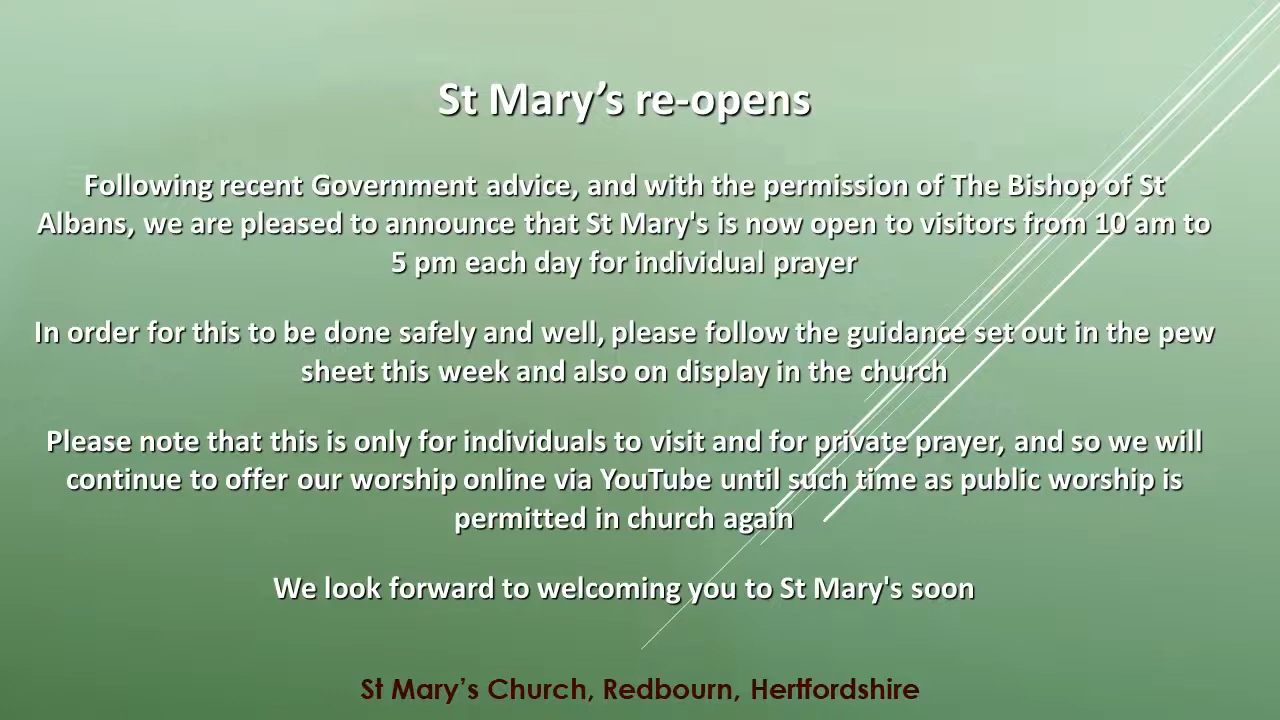 St Mary’s re-opens
Following recent Government advice, and with the permission of The Bishop of St
Albans, we are pleased to announce that St Mary's is now open to visitors from 10 am to
5 pm each day for individual prayer
In order for this to be done safely and well, please follow the guidance set out in the pew
sheet this week and also on display in the church
Please note that this is only for individuals to visit and for private prayer, and so we will
continue to offer our worship online via YouTube until such time as public worship is
permitted in church again
We look forward to welcoming you to St Mary's soon
St Mary’s Church, Redbourn, Hertfordshire